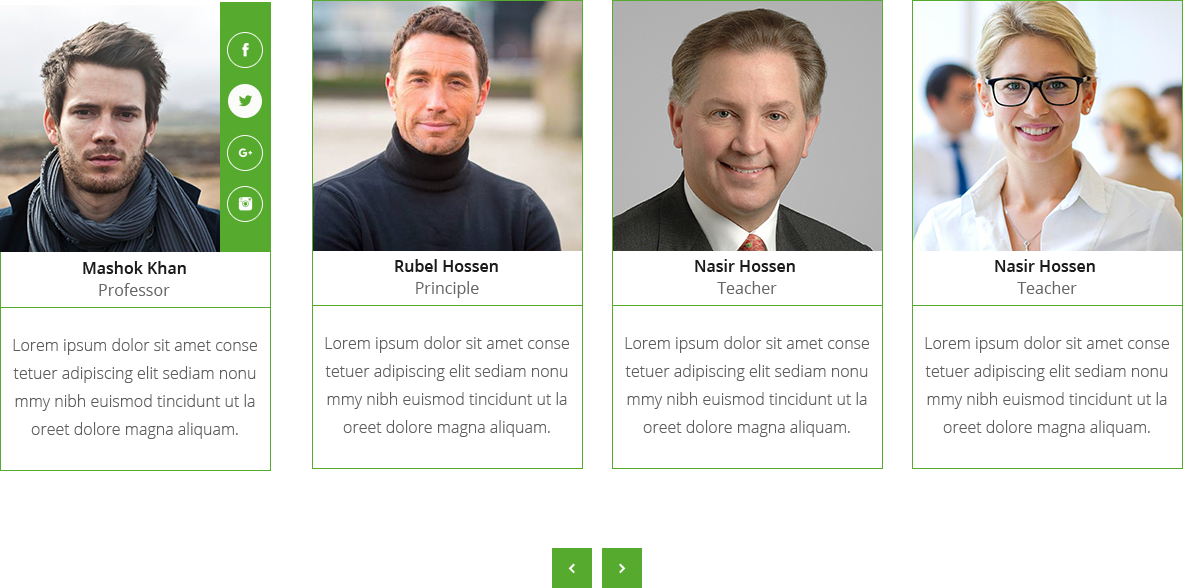 Mashok Khan
Professor
Lorem ipsum dolor sit amet conse
tetuer adipiscing elit sediam nonu
mmy nibh euismod tincidunt ut la
oreet dolore magna aliquam.
Rubel Hossen
Principle
Lorem ipsum dolor sit amet conse
tetuer adipiscing elit sediam nonu
mmy nibh euismod tincidunt ut la
oreet dolore magna aliquam.
Nasir Hossen
Teacher
Lorem ipsum dolor sit amet conse
tetuer adipiscing elit sediam nonu
mmy nibh euismod tincidunt ut la
oreet dolore magna aliquam.
Nasir Hossen
Teacher
Lorem ipsum dolor sit amet conse
tetuer adipiscing elit sediam nonu
mmy nibh euismod tincidunt ut la
oreet dolore magna aliquam.